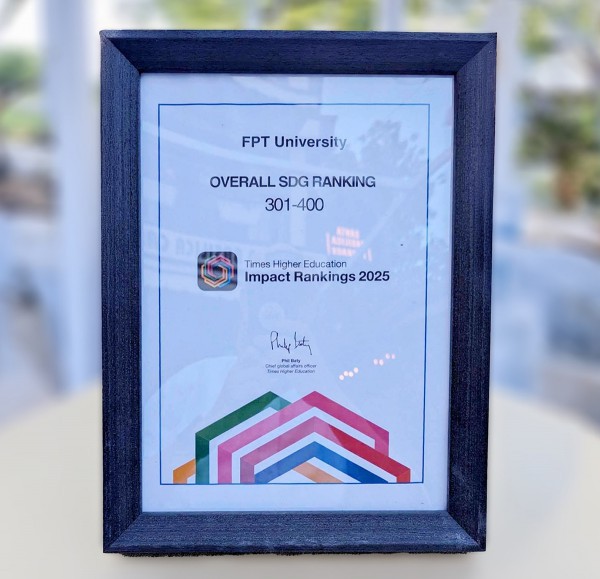 FPT University
OVERALL SDG RANKING
301-400
Times Higher Education
Impact Rankings 2025
Phil Baty
Chief global affairs officer
Times Higher Education